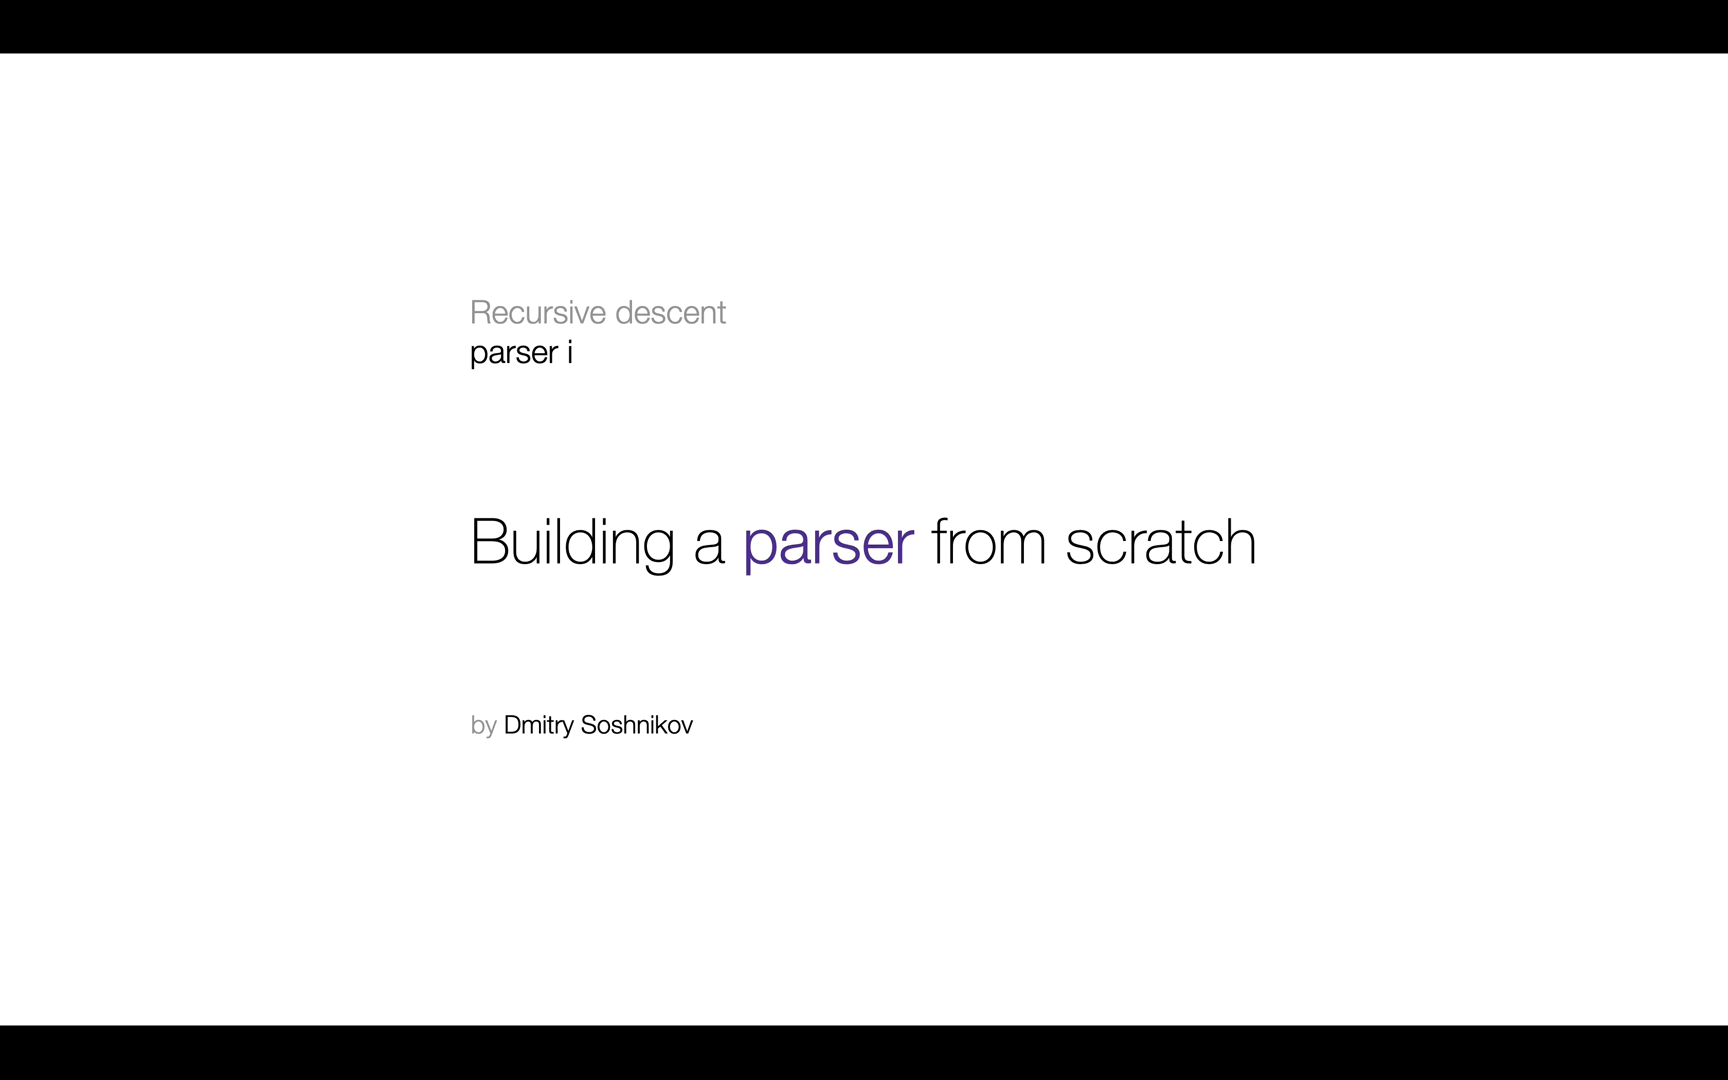 Recursive descent
parser i
Building a parser from scratch
by Dmitry Soshnikov